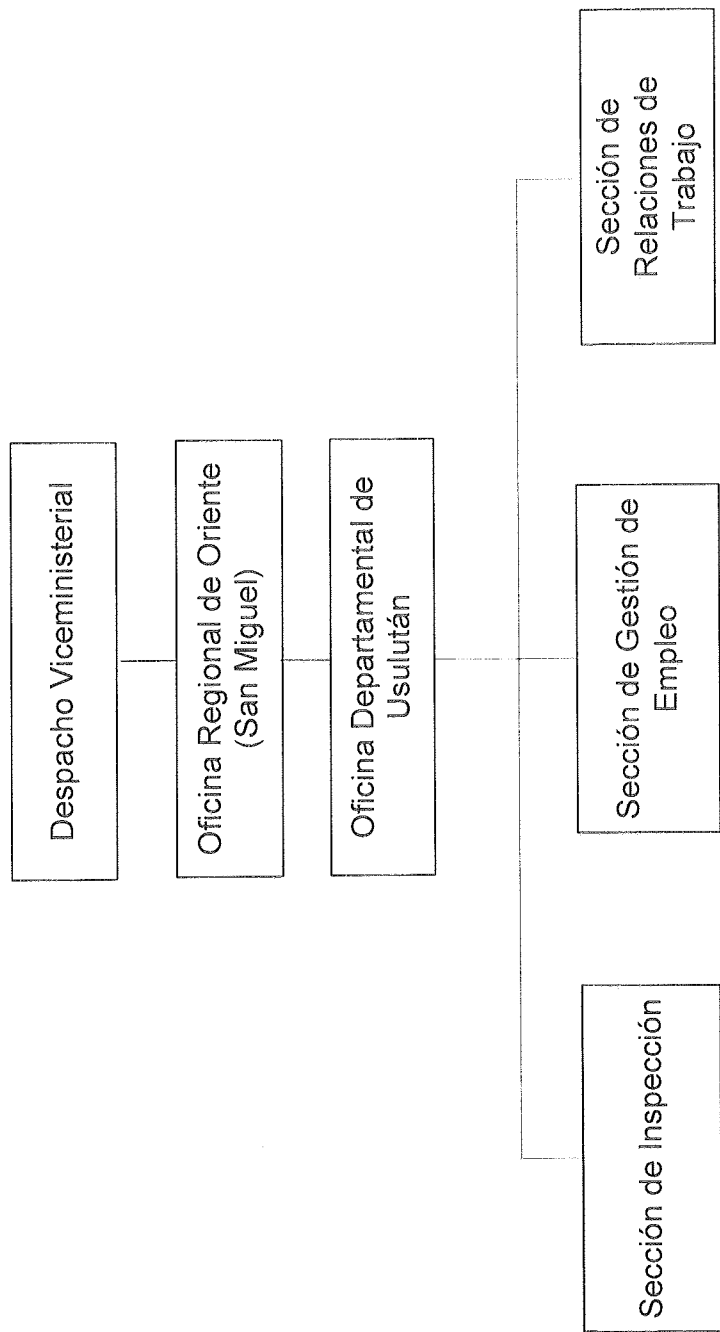 Despacho Viceministerial
Oficina Regional de Oriente
(San Miguel)
Oficina Departamental de
Usulután
Sección de Inspección
Sección de Gestión de
Empleo
Sección de
Relaciones de
Trabajo